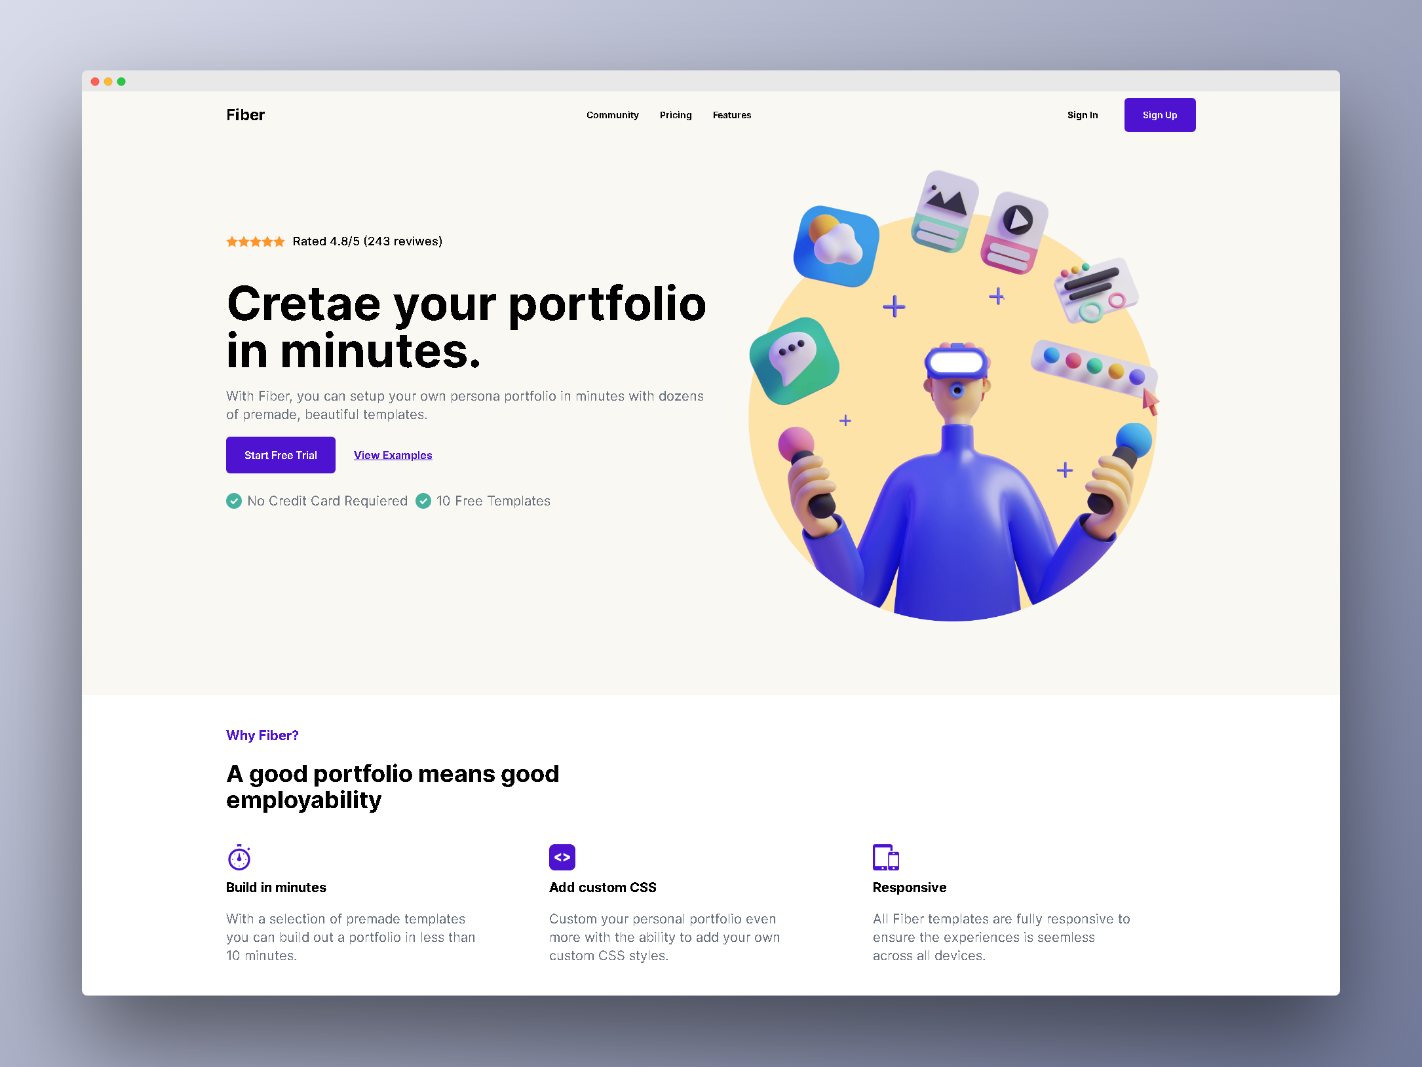 Fiber
Community Pricing Features
Sign In Sign Up
Rated 4.8/5 (243 reviwes)
Cretae your portfolio
in minutes.
With Fiber, you can setup your own persona portfolio in minutes with dozens
of premade, beautiful templates.
Start Free Trial View Examples
No Credit Card Requiered 10 Free Templates
Why Fiber?
A good portfolio means good
employability
<>
Build in minutes
With a selection of premade templates
you can build out a portfolio in less than
10 minutes.
Add custom CSS
Custom your personal portfolio even
more with the ability to add your own
custom CSS styles.
Responsive
All Fiber templates are fully responsive to
ensure the experiences is seemless
across all devices.